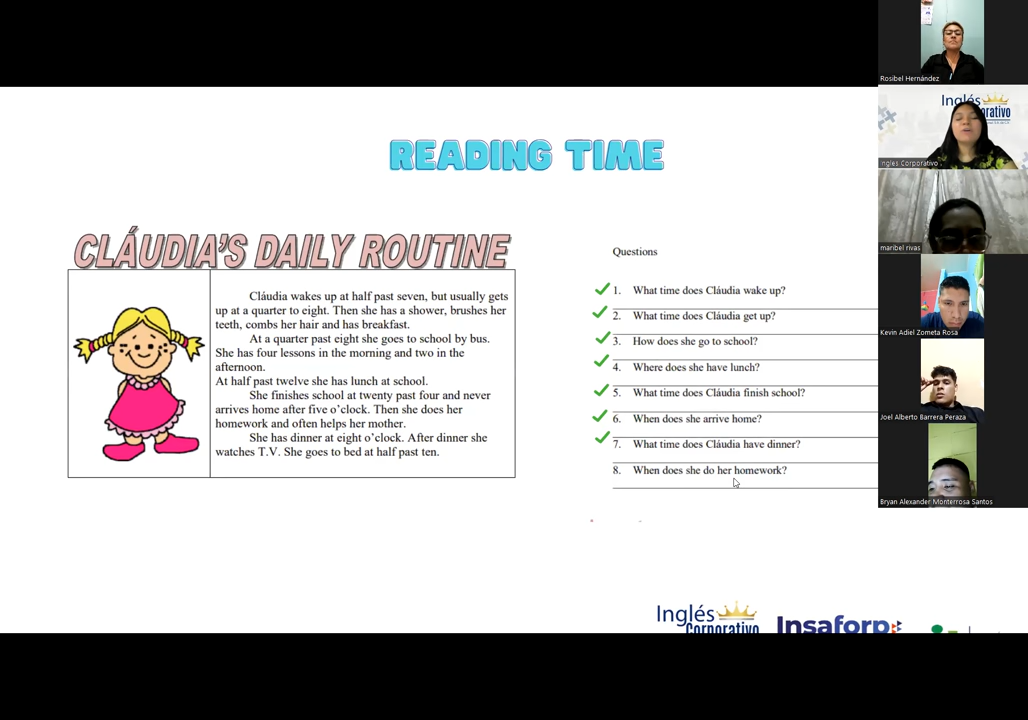 READING TIME
CLÁUDIA'S DAILY ROUTINE
Cláudia wakes up at half past seven, but usually gets
up at a quarter to eight. Then she has a shower, brushes her
teeth, combs her hair and has breakfast.
At a quarter past eight she goes to school by bus.
She has four lessons in the morning and two in the
afternoon.
At half past twelve she has lunch at school.
She finishes school at twenty past four and never
arrives home after five o'clock. Then she does her
homework and often helps her mother.
She has dinner at eight o'clock. After dinner she
watches T.V. She goes to bed at half past ten.
Questions
1. What time does Cláudia wake up?
2. What time does Cláudia get up?
3. How does she go to school?
4. Where does she have lunch?
5. What time does Cláudia finish school?
6. When does she arrive home?
7. What time does Cláudia have dinner?
8. When does she do her homework?
Inglés
Corporativo
Insaforp
Rosibel Hernández
Inglés
ngles Corporativo
maribel rivas
Kevin Adiel Zometa Rosa
Joel Alberto Barrera Peraza
Bryan Alexander Monterrosa Santos